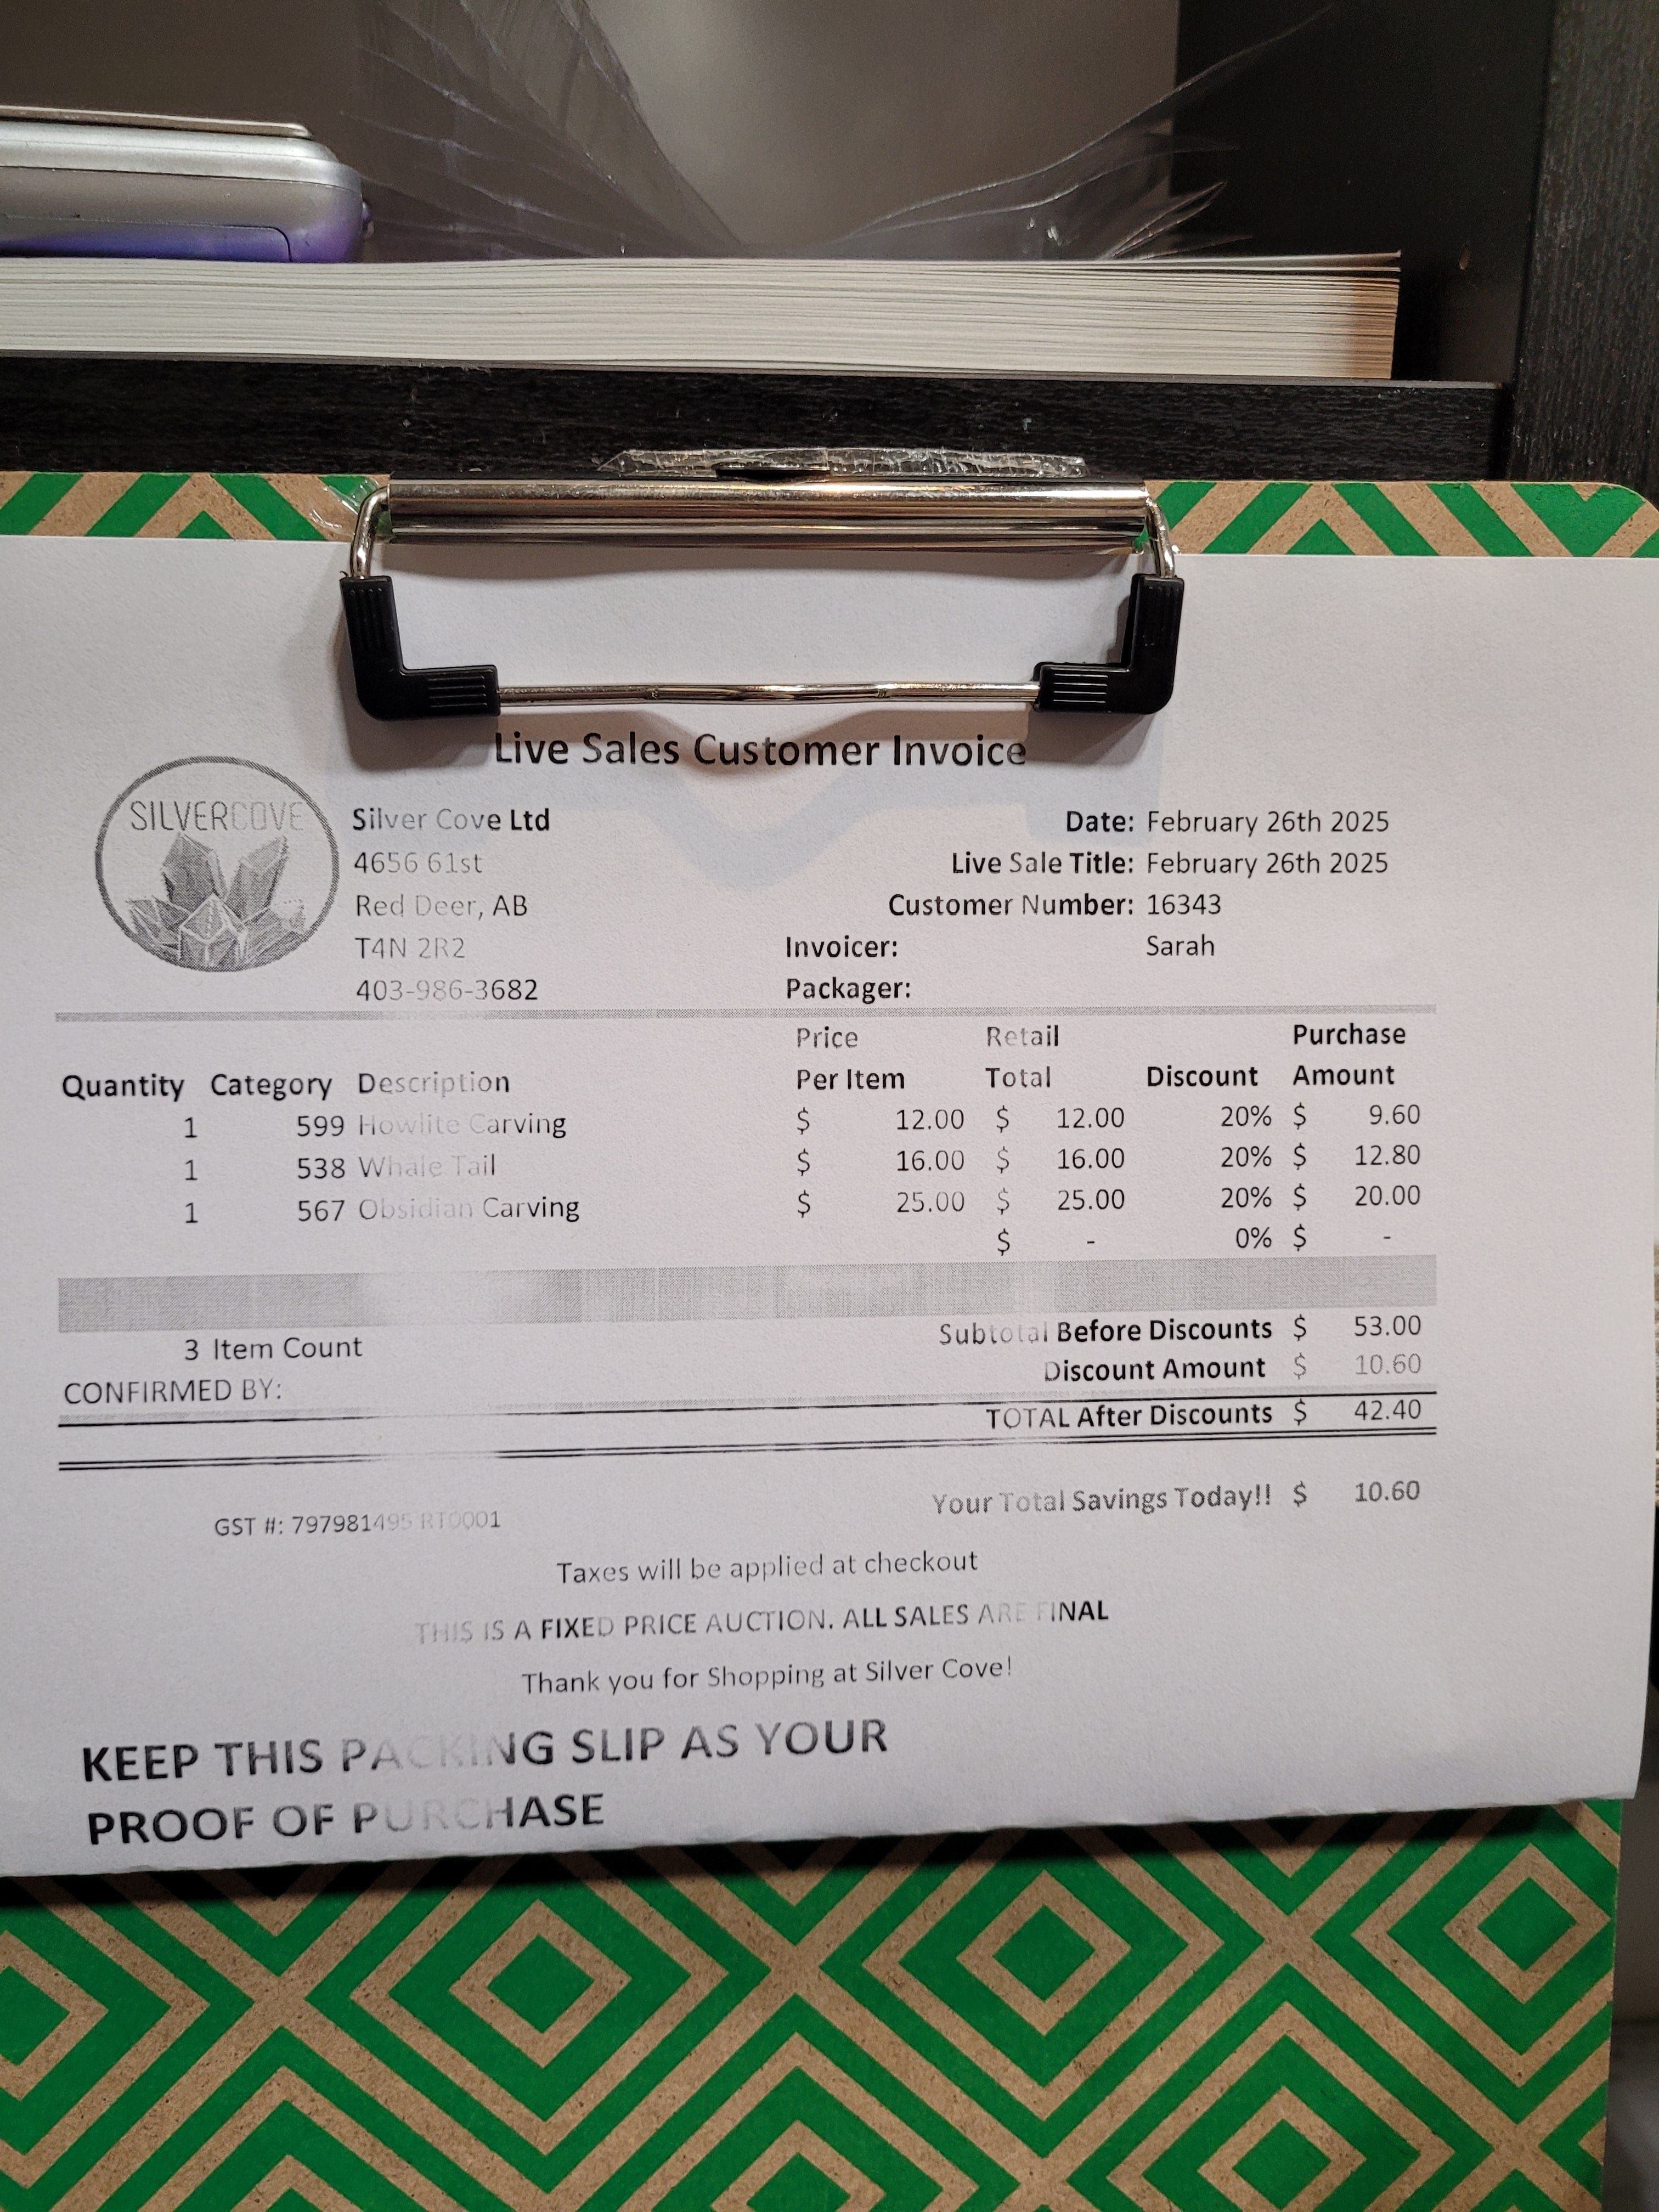 Live Sales Customer Invoice
SILVERCOVE
Silver Cove Ltd
4656 61st
Red Deer, AB
T4N 2R2
403-986-3682
Date: February 26th 2025
Live Sale Title: February 26th 2025
Customer Number: 16343
Invoicer: Sarah
Packager:
Quantity Category Description Price Per Item Retail Total Discount Purchase Amount
1 599 Howlite Carving $ 12.00 $ 12.00 20% $ 9.60
1 538 Whale Tail $ 16.00 $ 16.00 20% $ 12.80
1 567 Obsidian Carving $ 25.00 $ 25.00 20% $ 20.00
$ - 0% $ -
3 Item Count
Subtotal Before Discounts $ 53.00
Discount Amount $ 10.60
CONFIRMED BY:
TOTAL After Discounts $ 42.40
Your Total Savings Today!! $ 10.60
GST #: 797981495 RT0001
Taxes will be applied at checkout
THIS IS A FIXED PRICE AUCTION. ALL SALES ARE FINAL
Thank you for Shopping at Silver Cove!
KEEP THIS PACKING SLIP AS YOUR
PROOF OF PURCHASE